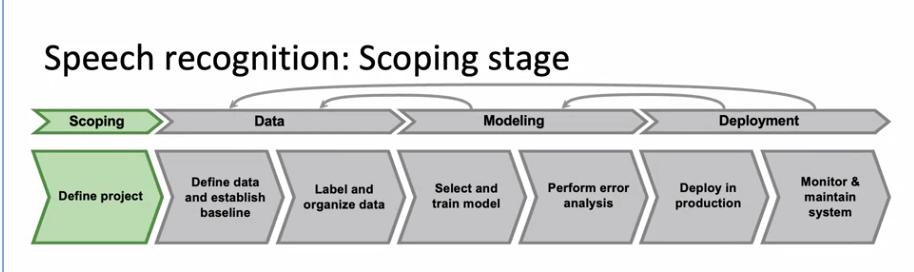 Speech recognition: Scoping stage
Scoping
Data
Modeling
Deployment
Define project
Define data
and establish
baseline
Label and
organize data
Select and
train model
Perform error
analysis
Deploy in
production
Monitor &
maintain
system